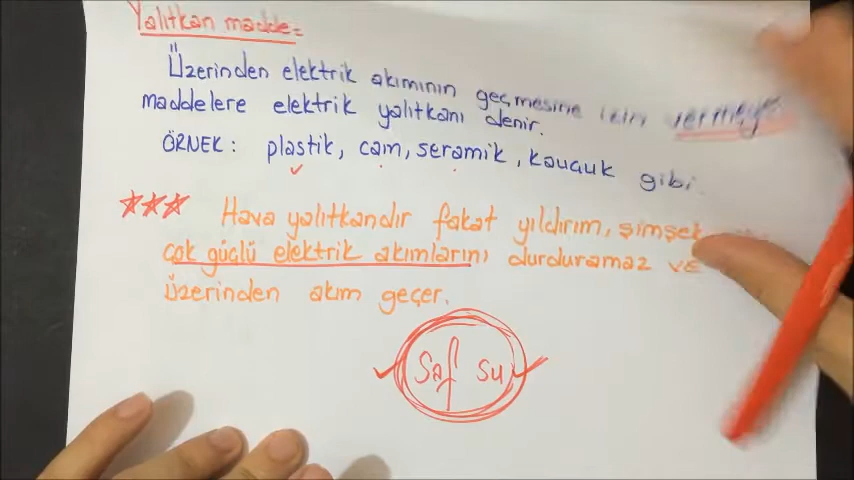 Yalıtkan madde=
Üzerinden elektrik akımının geçmesine izin vermeyen
maddelere elektrik yalıtkanı denir.
ÖRNEK : plastik, cam, seramik, kauçuk gibi.
*** Hava yalıtkandır fakat yıldırım, şimşek
çok güçlü elektrik akımlarını durduramaz ve
üzerinden akım geçer.
Saf su